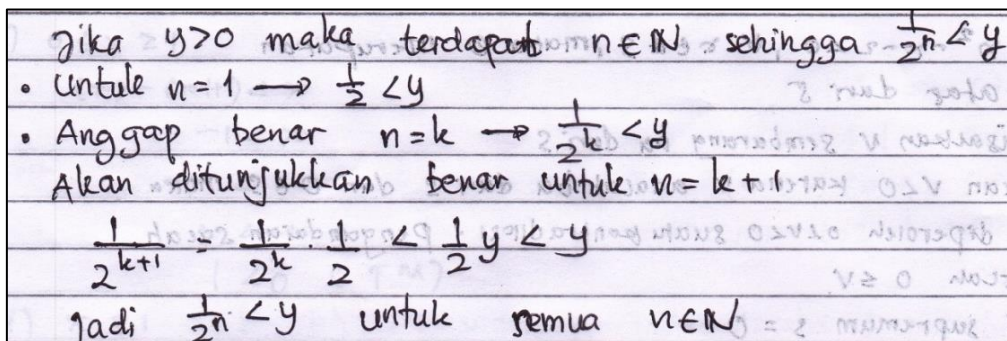 Jika y>0 maka terdapat n ∈ ℕ sehingga 1/2ⁿ < y
• Untuk n=1 → 1/2 < y
• Anggap benar n=k → 1/2ᵏ < y
Akan ditunjukkan benar untuk n=k+1
1/2ᵏ⁺¹ = 1/2ᵏ · 1/2 < 1/2 y < y
Jadi 1/2ⁿ < y untuk semua n∈ℕ